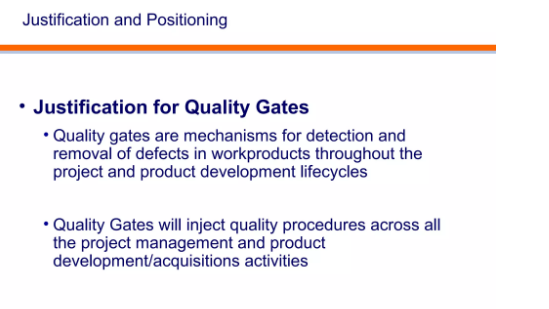 Justification and Positioning
• Justification for Quality Gates
• Quality gates are mechanisms for detection and
removal of defects in workproducts throughout the
project and product development lifecycles
• Quality Gates will inject quality procedures across all
the project management and product
development/acquisitions activities